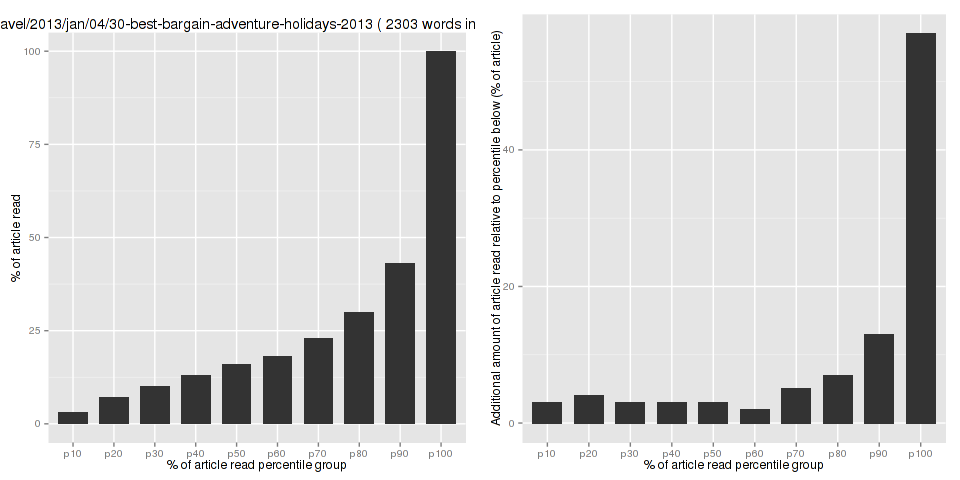 avel/2013/jan/04/30-best-bargain-adventure-holidays-2013 ( 2303 words in
100
75
50
25
0
% of article read
p10 p20 p30 p40 p50 p60 p70 p80 p90 p100
% of article read percentile group
Additional amount of article read relative to percentile below (% of article)
40
20
0
p10 p20 p30 p40 p50 p60 p70 p80 p90 p100
% of article read percentile group